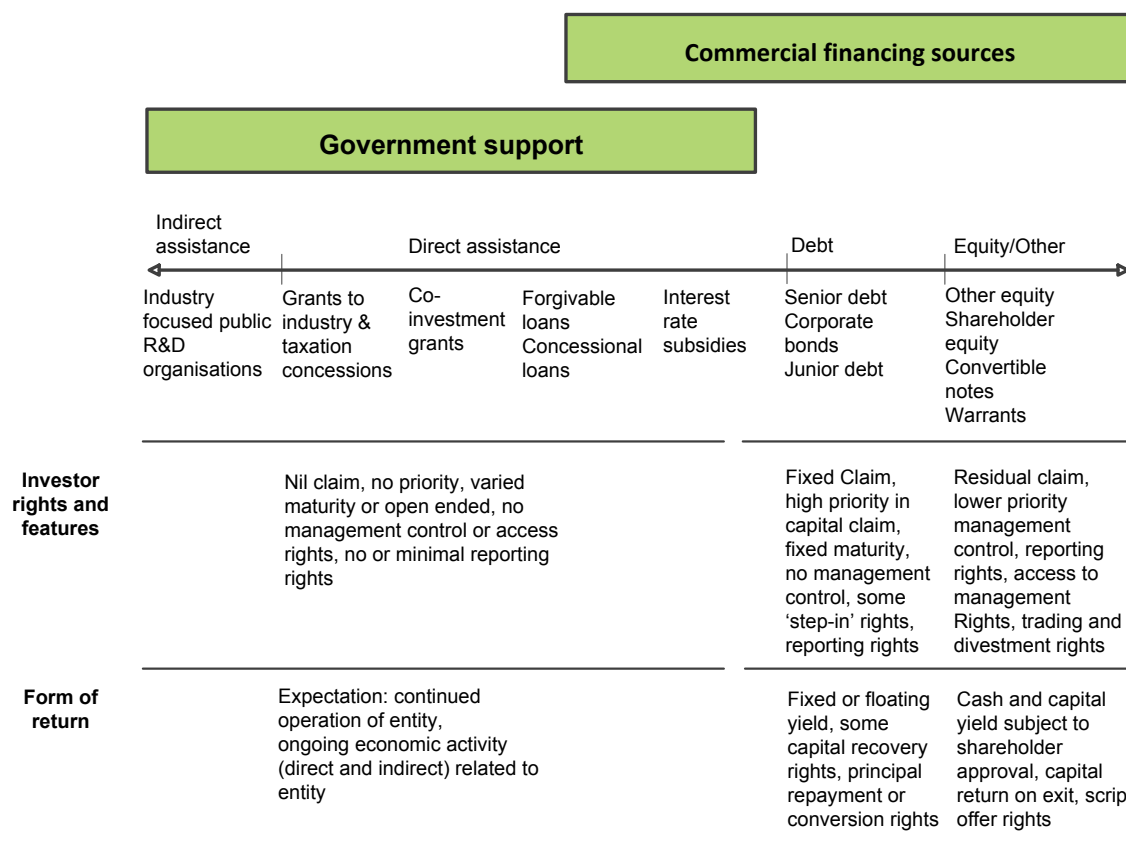 Commercial financing sources
Government support
Indirect
assistance
Direct assistance
Debt
Equity/Other
Industry
focused public
R&D
organisations
Grants to
industry &
taxation
concessions
Co-
investment
grants
Forgivable
loans
Concessional
loans
Interest
rate
subsidies
Senior debt
Corporate
bonds
Junior debt
Other equity
Shareholder
equity
Convertible
notes
Warrants
Investor
rights and
features
Nil claim, no priority, varied
maturity or open ended, no
management control or access
rights, no or minimal reporting
rights
Fixed Claim,
high priority in
capital claim,
fixed maturity,
no management
control, some
‘step-in’ rights,
reporting rights
Residual claim,
lower priority
management
control, reporting
rights, access to
management
Rights, trading and
divestment rights
Form of
return
Expectation: continued
operation of entity,
ongoing economic activity
(direct and indirect) related to
entity
Fixed or floating
yield, some
capital recovery
rights, principal
repayment or
conversion rights
Cash and capital
yield subject to
shareholder
approval, capital
return on exit, scrip
offer rights